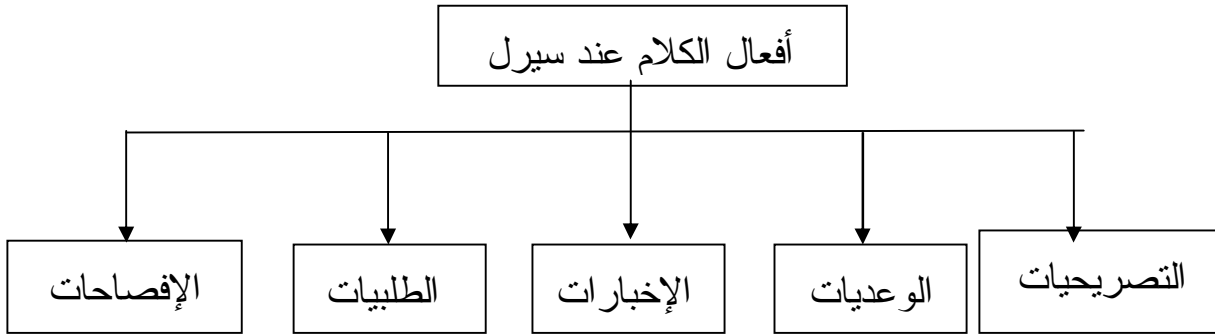 أفعال الكلام عند سيرل
التصريحيات
الوعديات
الإخبارات
الطلبيات
الإفصاحات